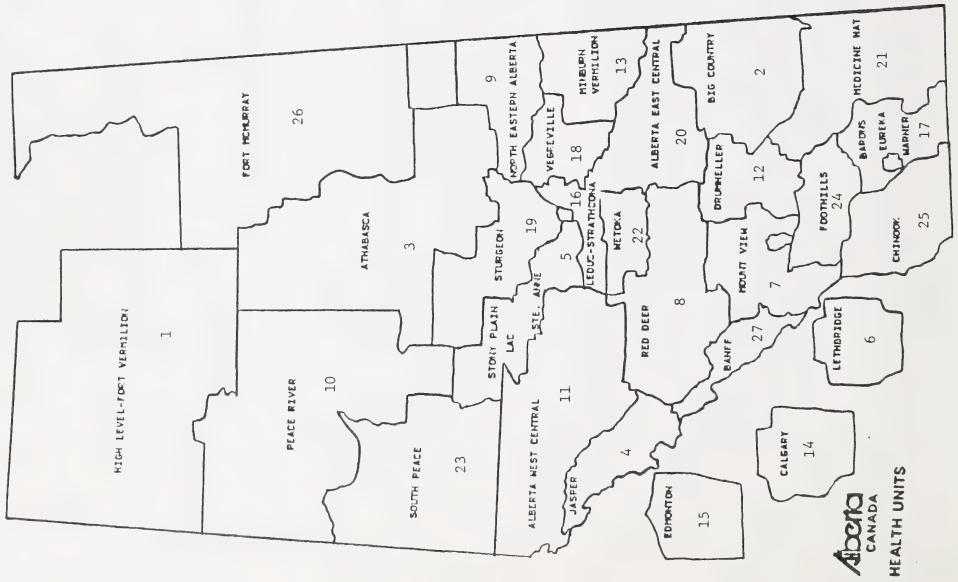 HIGH LEVEL-FORT VERMILION
1
FORT MCMURRAY
26
PEACE RIVER
10
ATHABASCA
3
SOUTH PEACE
23
STONY PLAIN
LAC
STE. ANNE
5
STURGEON
19
NORTH EASTERN ALBERTA
9
VEGREVILLE
18
MINBURN
VERMILION
13
16
LEDUC-STRATHCONA
ALBERTA WEST CENTRAL
11
JASPER
4
WETOKA
22
ALBERTA EAST CENTRAL
20
RED DEER
8
DRUMHELLER
12
BIG COUNTRY
2
BANFF
27
MOUNT VIEW
7
FOOTHILLS
24
MEDICINE HAT
21
BARONS
EUREKA
WARNER
17
CHINOOK
25
EDMONTON
15
CALGARY
14
LETHBRIDGE
6
Alberta
CANADA
HEALTH UNITS